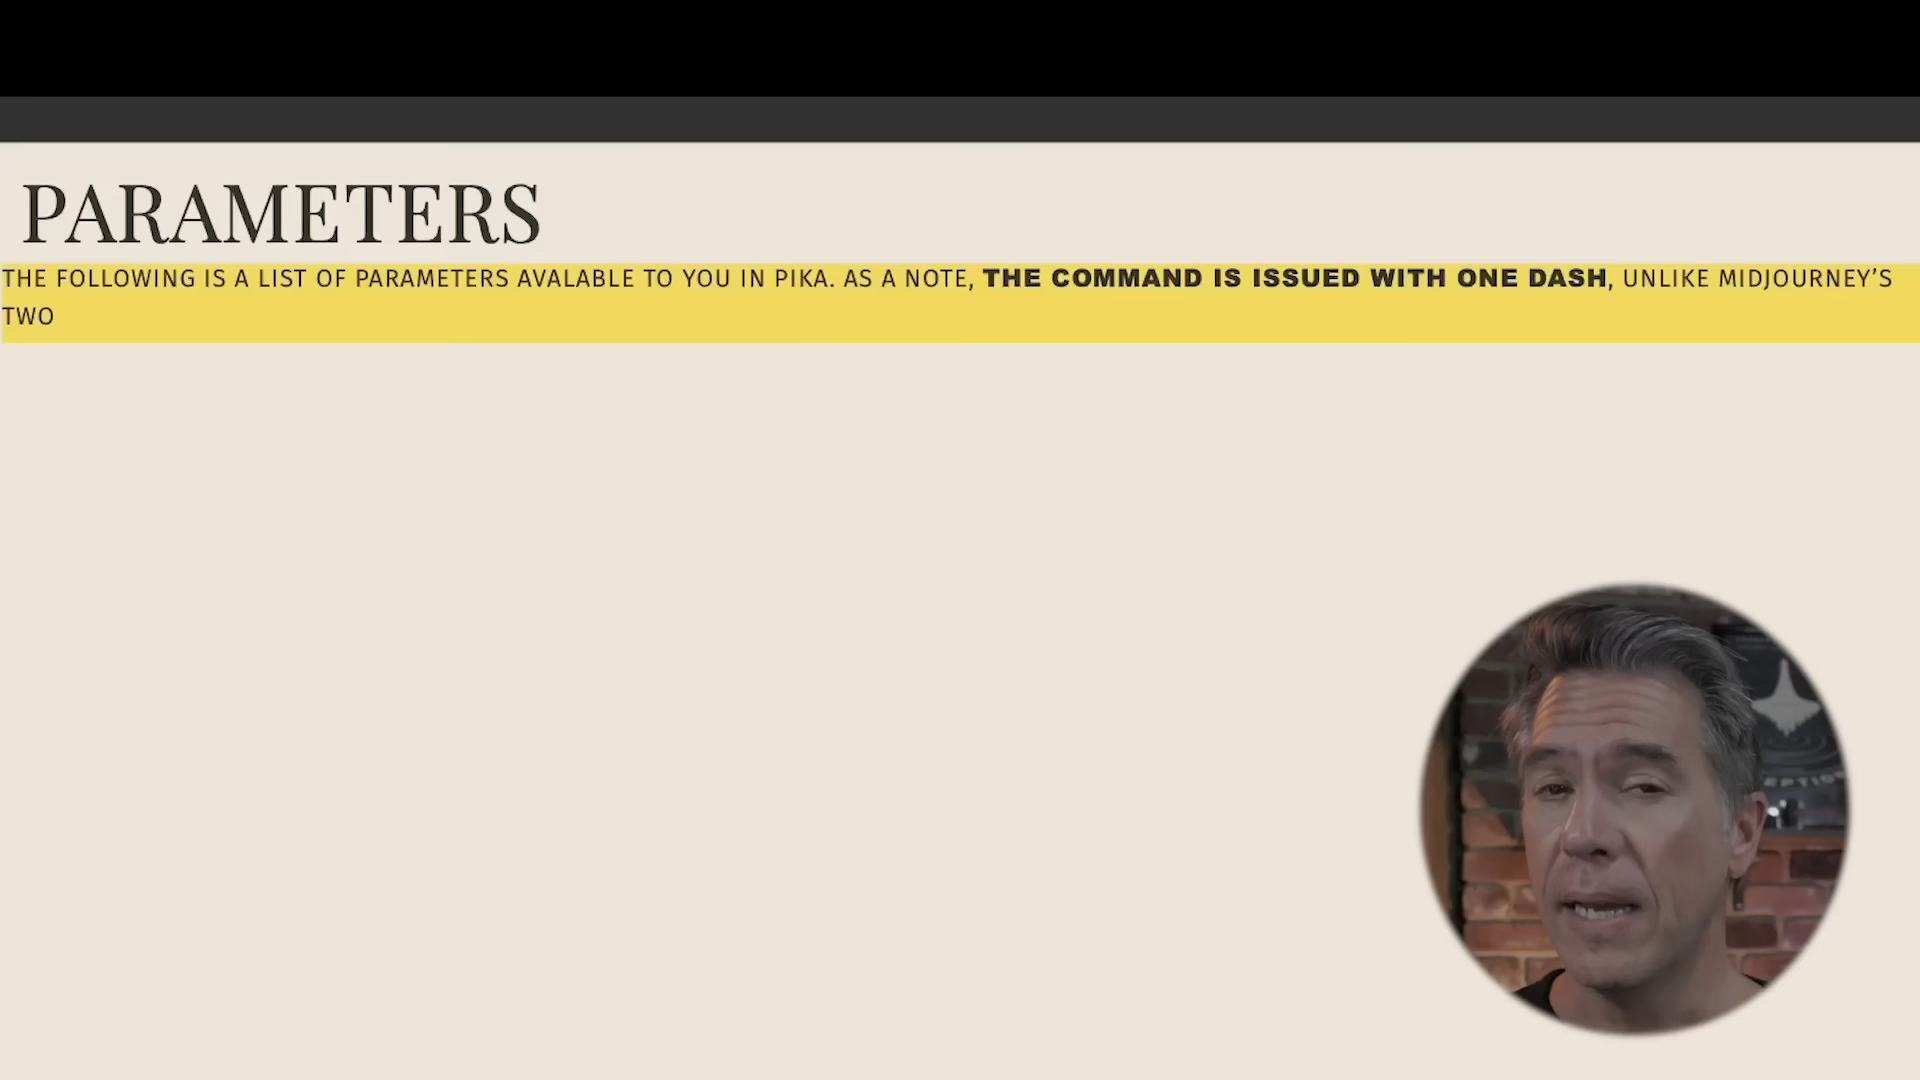 PARAMETERS
THE FOLLOWING IS A LIST OF PARAMETERS AVALABLE TO YOU IN PIKA. AS A NOTE, THE COMMAND IS ISSUED WITH ONE DASH, UNLIKE MIDJOURNEY’S
TWO